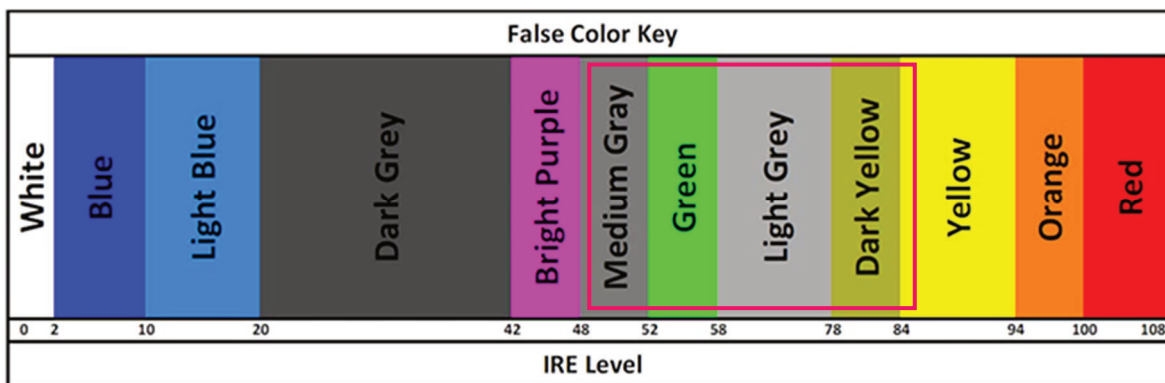 False Color Key
White
Blue
Light Blue
Dark Grey
Bright Purple
Medium Gray
Green
Light Grey
Dark Yellow
Yellow
Orange
Red
0 2 10 20 42 48 52 58 78 84 94 100 108
IRE Level